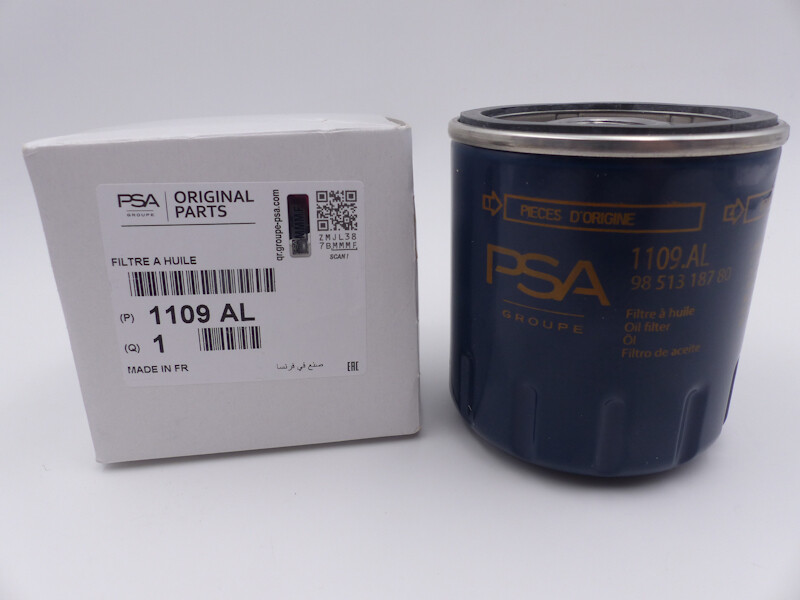 PSA
GROUPE
ORIGINAL
PARTS
qr.groupe-psa.com
ZMJL38
7BMMMF
SCAN!
FILTRE A HUILE
(P) 1109 AL
(Q) 1
MADE IN FR
صنع في فرنسا
EAC
PIECES D'ORIGINE
PSA
GROUPE
1109.AL
98 513 187 80
Filtre à huile
Oil filter
Öl
Filtro de aceite